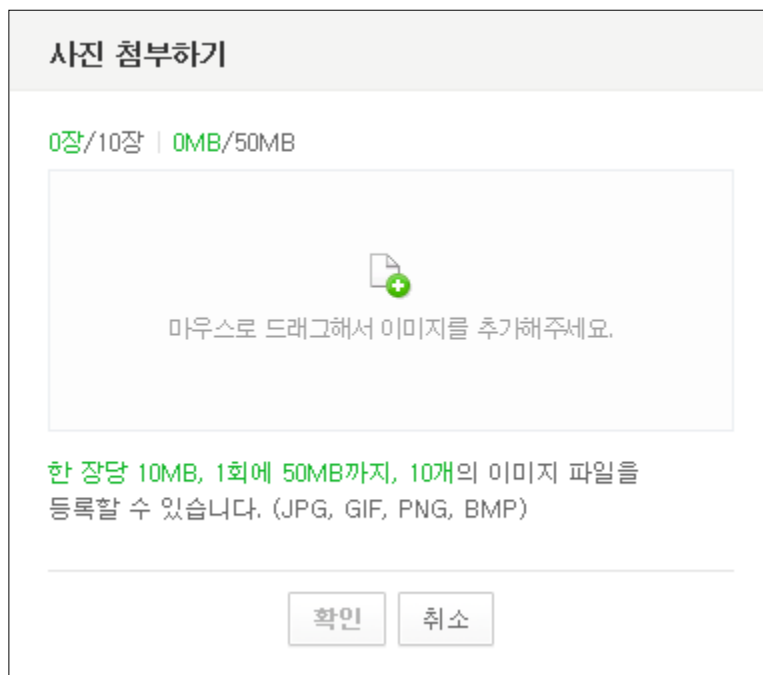 사진 첨부하기
0장/10장 | 0MB/50MB
마우스로 드래그해서 이미지를 추가해주세요.
한 장당 10MB, 1회에 50MB까지, 10개의 이미지 파일을
등록할 수 있습니다. (JPG, GIF, PNG, BMP)
확인 취소